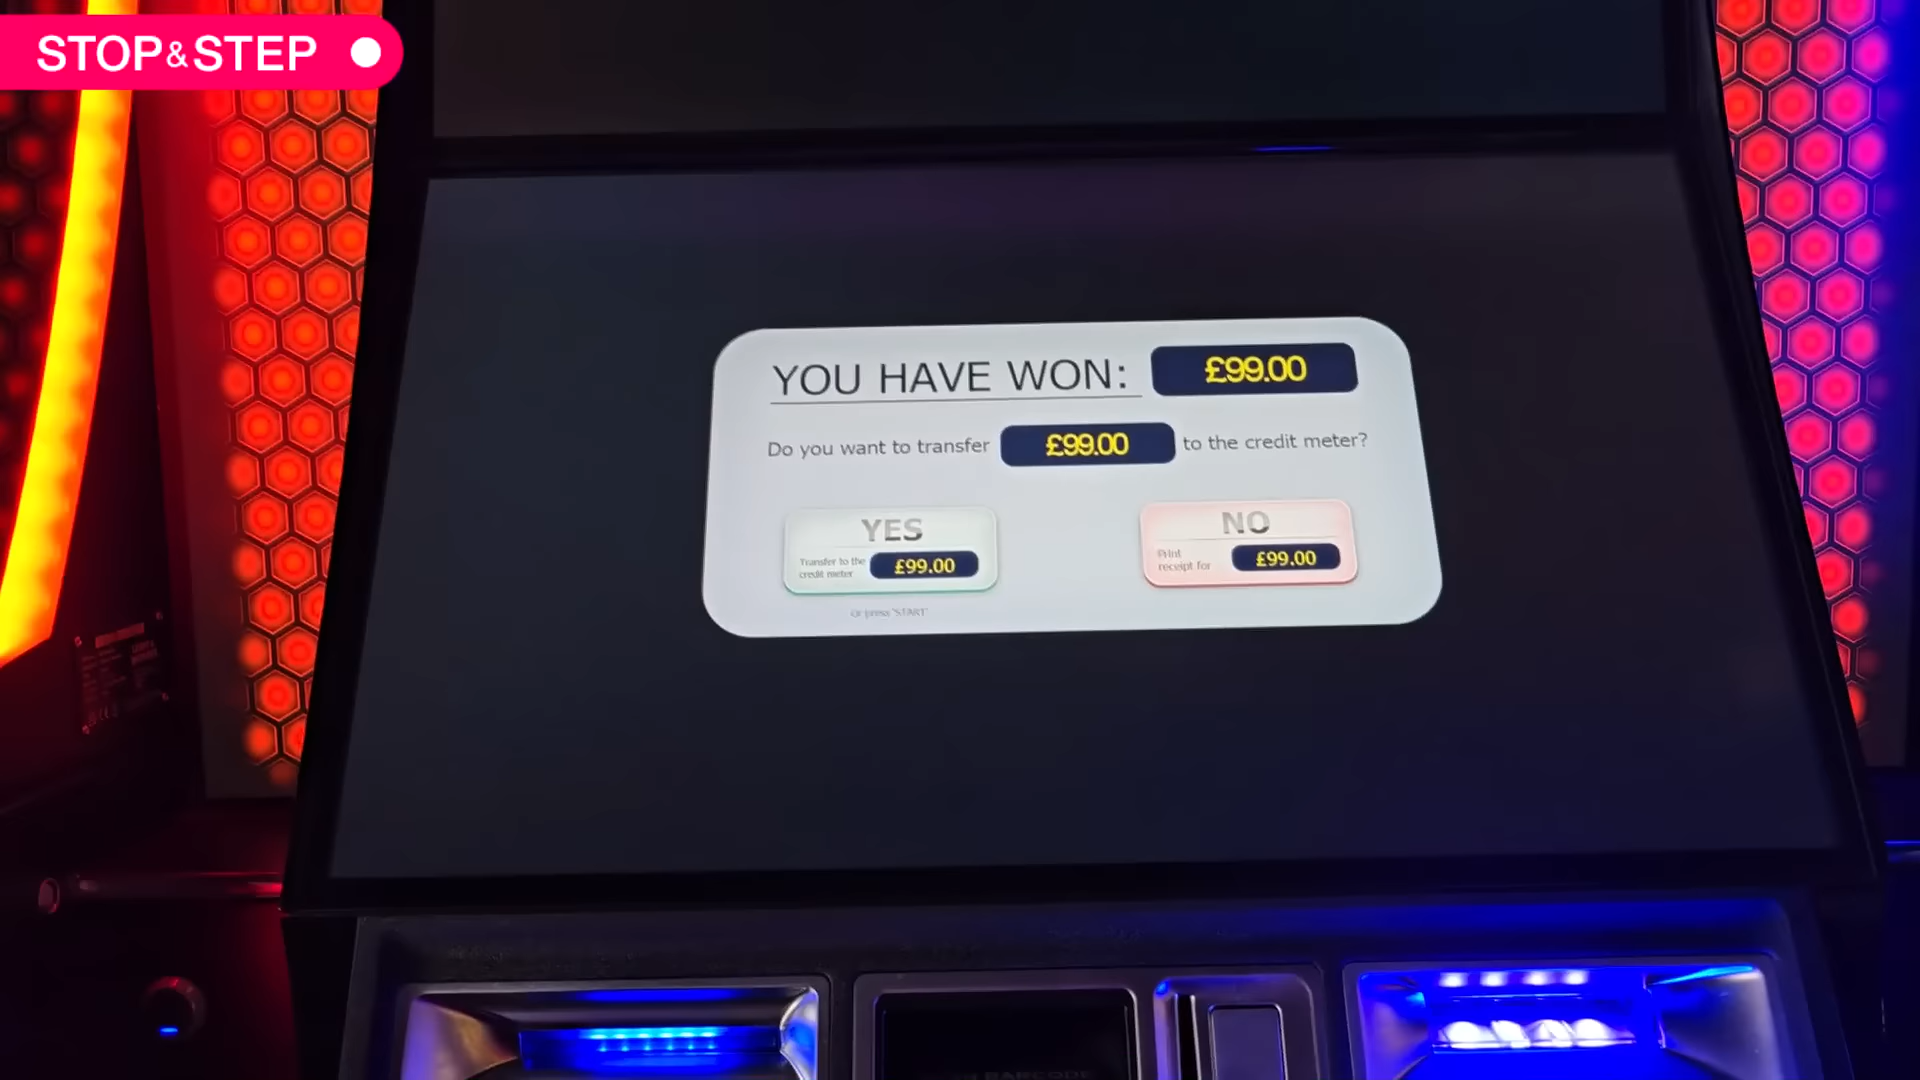 STOP&STEP
YOU HAVE WON: £99.00
Do you want to transfer £99.00 to the credit meter?
YES
Transfer to the
credit meter
£99.00
Or press 'START'
NO
Print
receipt for
£99.00
BARCODE